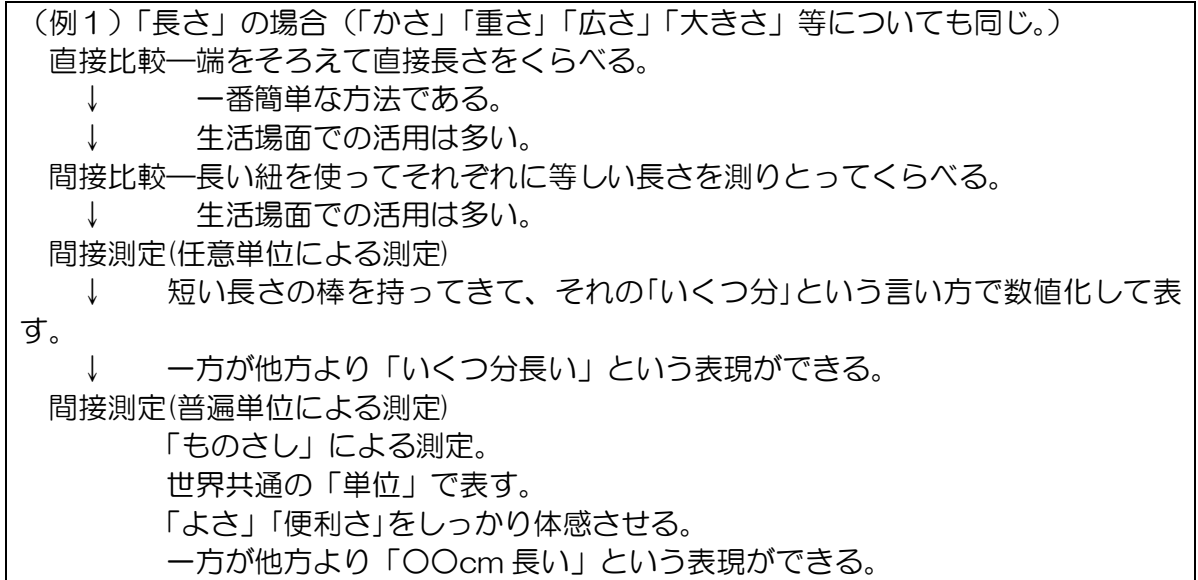 (例1)「長さ」の場合(「かさ」「重さ」「広さ」「大きさ」等についても同じ。)
直接比較―端をそろえて直接長さをくらべる。
↓ 一番簡単な方法である。
↓ 生活場面での活用は多い。
間接比較―長い紐を使ってそれぞれに等しい長さを測りとってくらべる。
↓ 生活場面での活用は多い。
間接測定(任意単位による測定)
↓ 短い長さの棒を持ってきて、それの「いくつ分」という言い方で数値化して表
す。
↓ 一方が他方より「いくつ分長い」という表現ができる。
間接測定(普遍単位による測定)
「ものさし」による測定。
世界共通の「単位」で表す。
「よさ」「便利さ」をしっかり体感させる。
一方が他方より「〇〇cm 長い」という表現ができる。